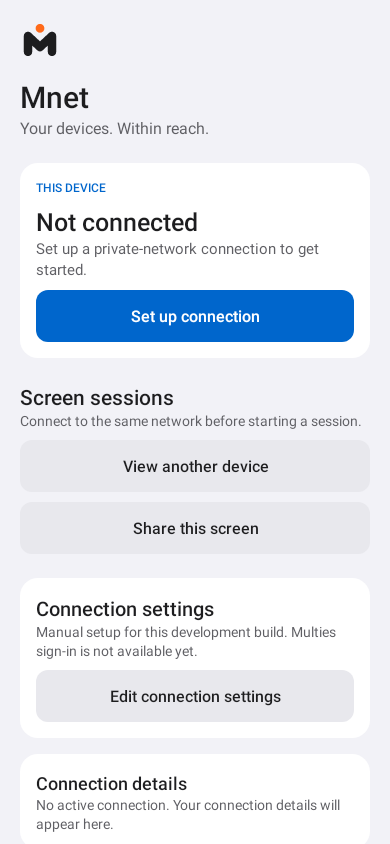 Mnet
Your devices. Within reach.
THIS DEVICE
Not connected
Set up a private-network connection to get
started.
Set up connection
Screen sessions
Connect to the same network before starting a session.
View another device
Share this screen
Connection settings
Manual setup for this development build. Multies
sign-in is not available yet.
Edit connection settings
Connection details
No active connection. Your connection details will
appear here.